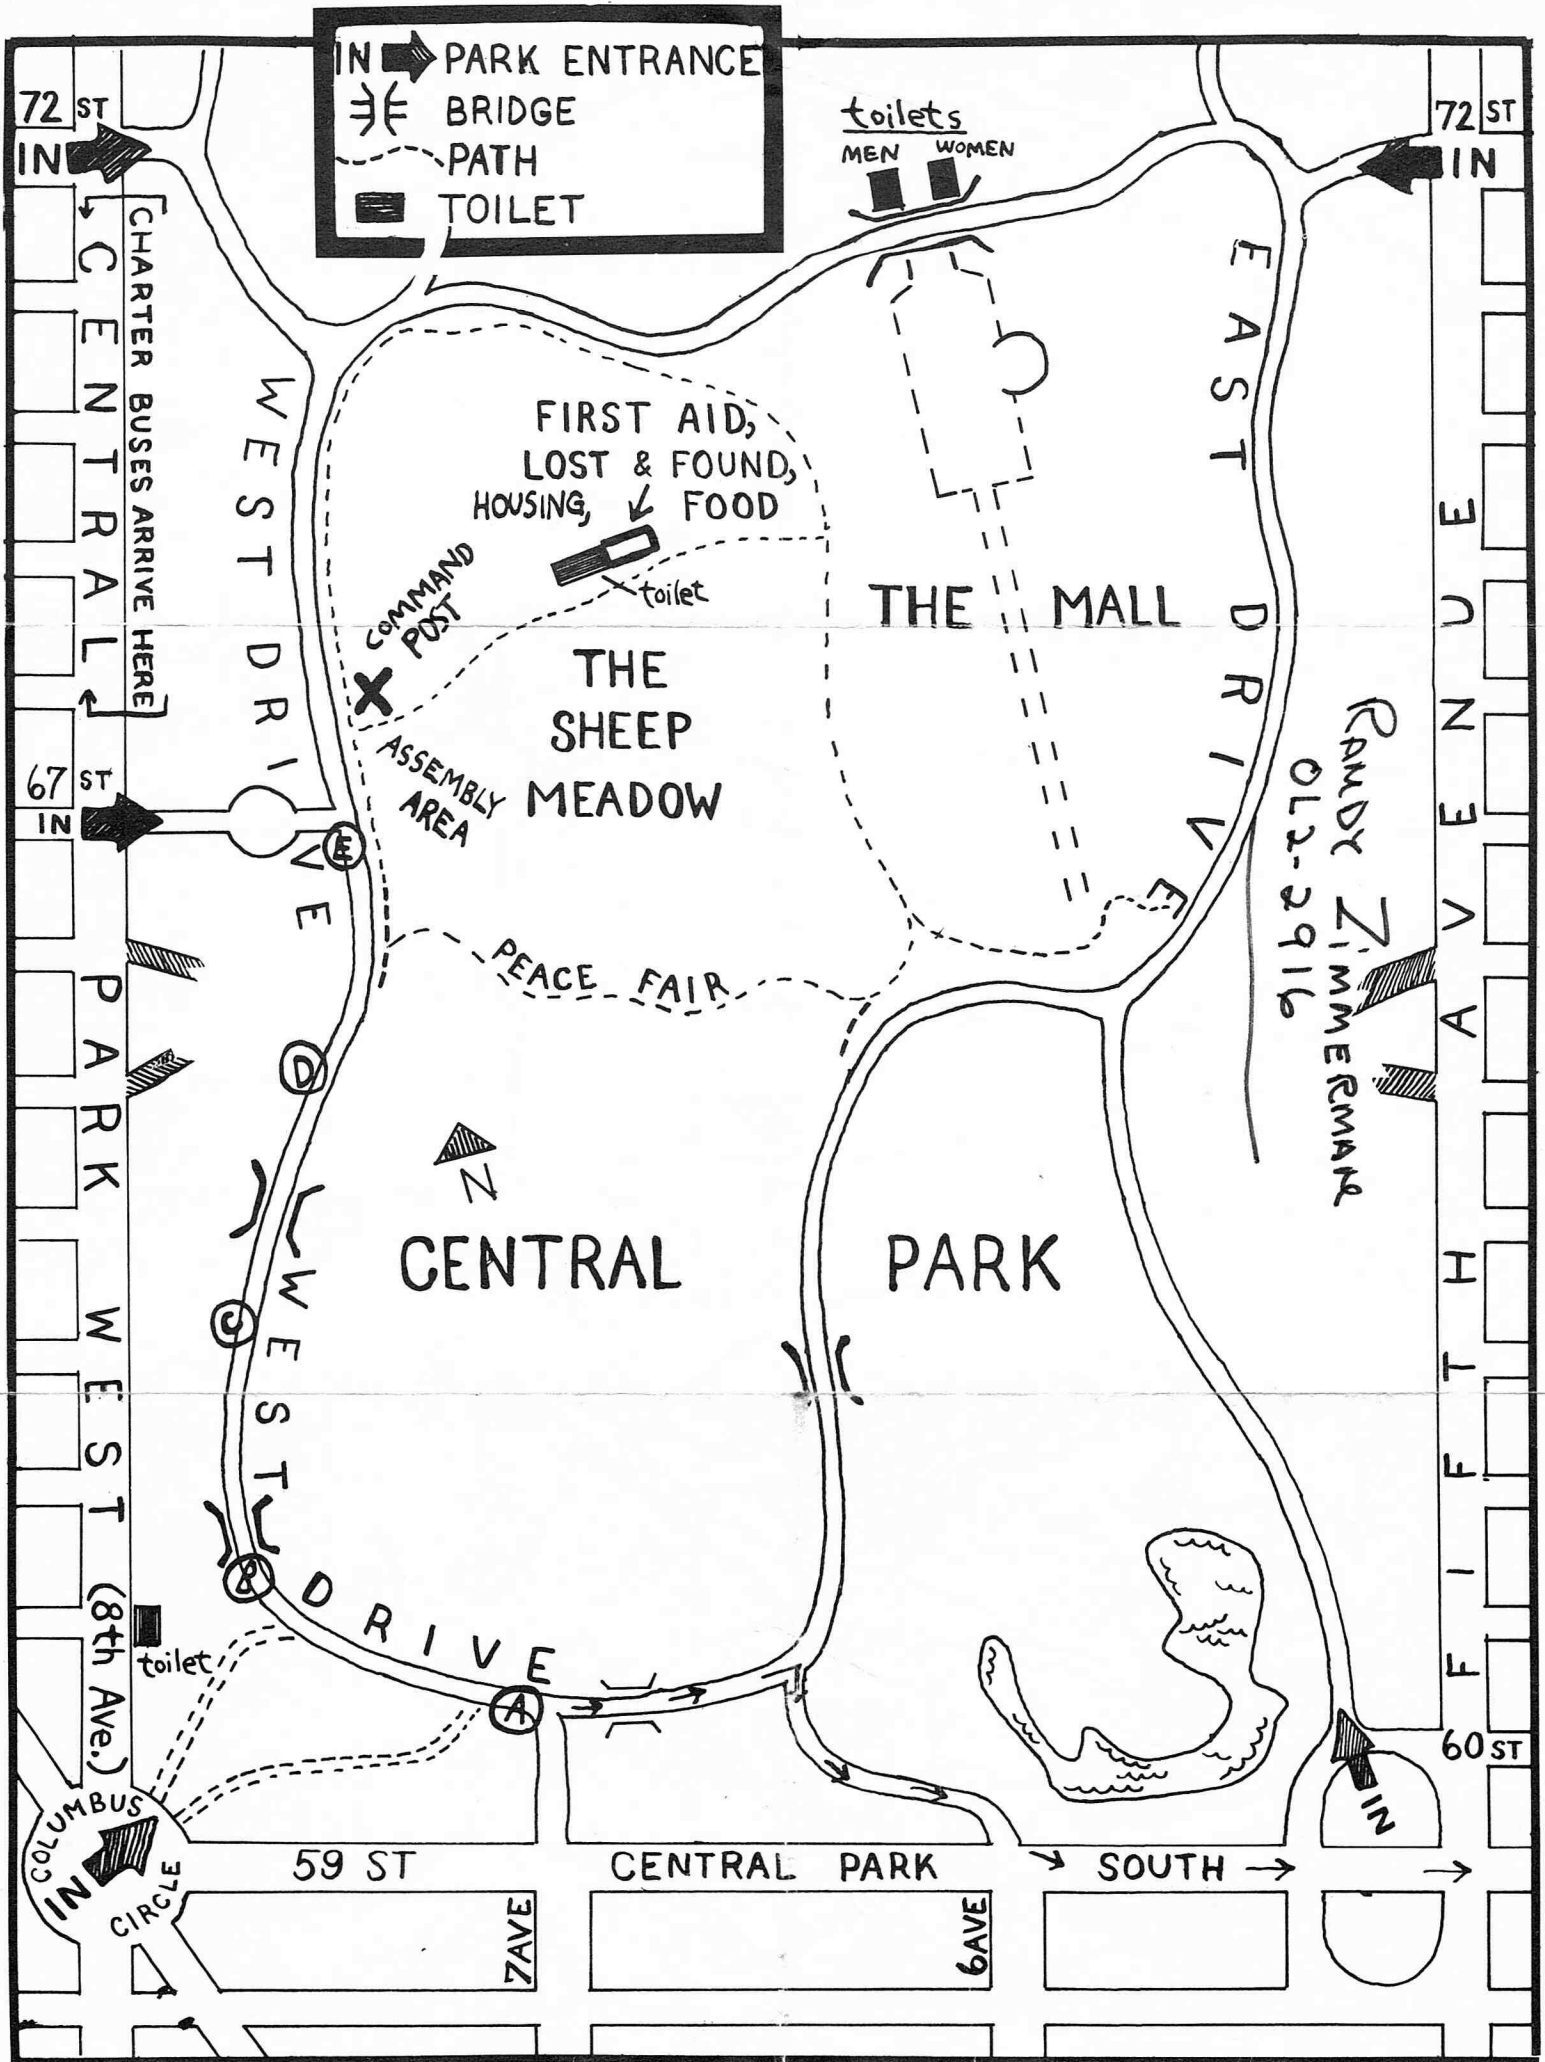 IN PARK ENTRANCE
BRIDGE
PATH
TOILET
72 ST
IN
toilets
MEN WOMEN
72 ST
IN
CHARTER BUSES ARRIVE HERE
CENTRAL PARK WEST (8th Ave.)
WEST DRIVE
EAST DRIVE
FIRST AID,
LOST & FOUND,
HOUSING, FOOD
toilet
COMMAND
POST
X
THE MALL
THE
SHEEP
MEADOW
ASSEMBLY
AREA
67 ST
IN
E
PEACE FAIR
D
N
RANDY ZIMMERMAN
OL2-2916
FIFTH AVENUE
CENTRAL PARK
C
WEST DRIVE
B
A
toilet
60 ST
IN
COLUMBUS
CIRCLE
IN
59 ST CENTRAL PARK SOUTH
7AVE
6AVE